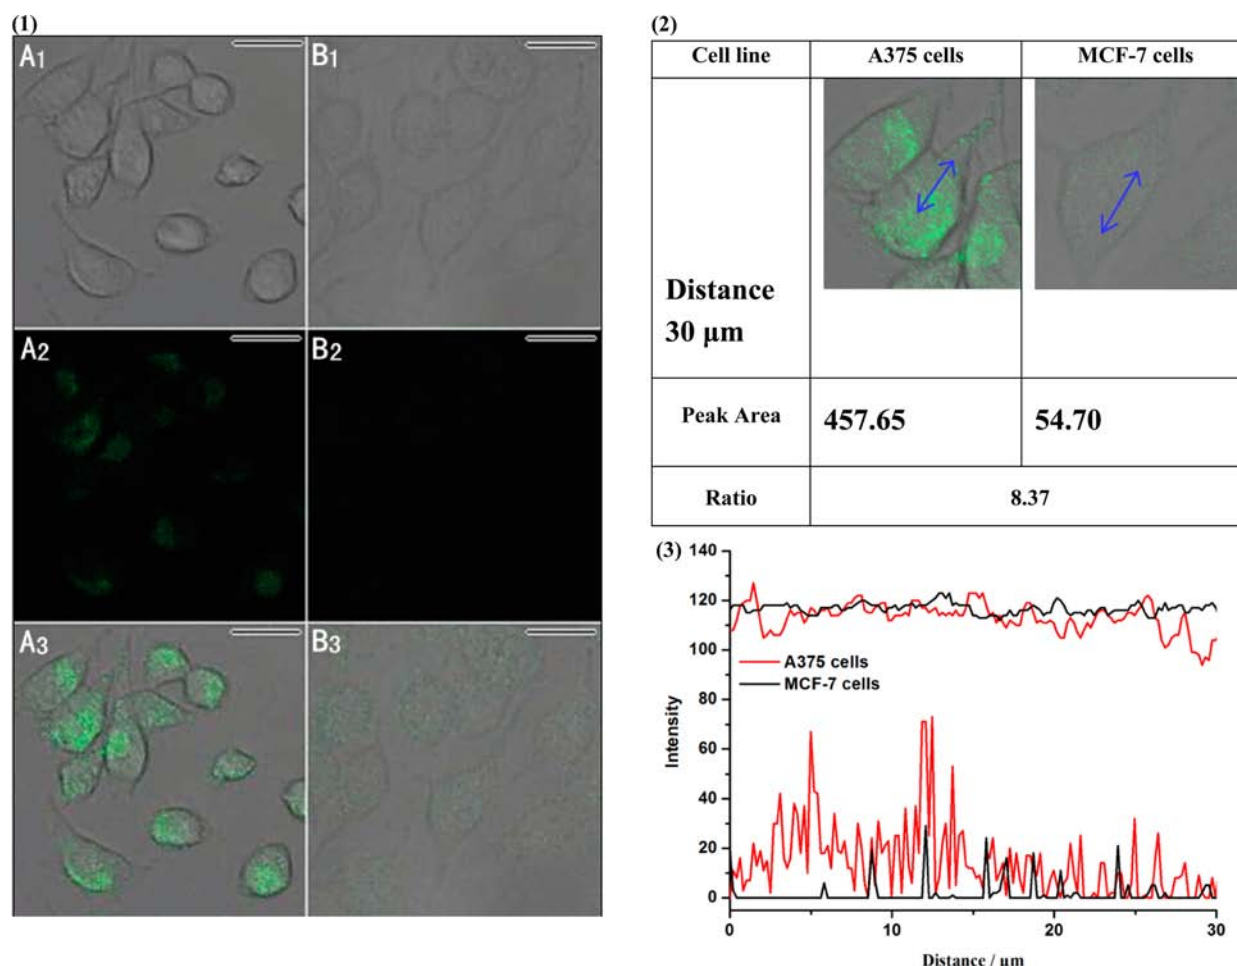 (1)
A1
B1
A2
B2
A3
B3
(2)
Cell line A375 cells MCF-7 cells
Distance
30 μm
Peak Area 457.65 54.70
Ratio 8.37
(3)
140
120
100
80
60
40
20
0
Intensity
A375 cells
MCF-7 cells
0 10 20 30
Distance / μm